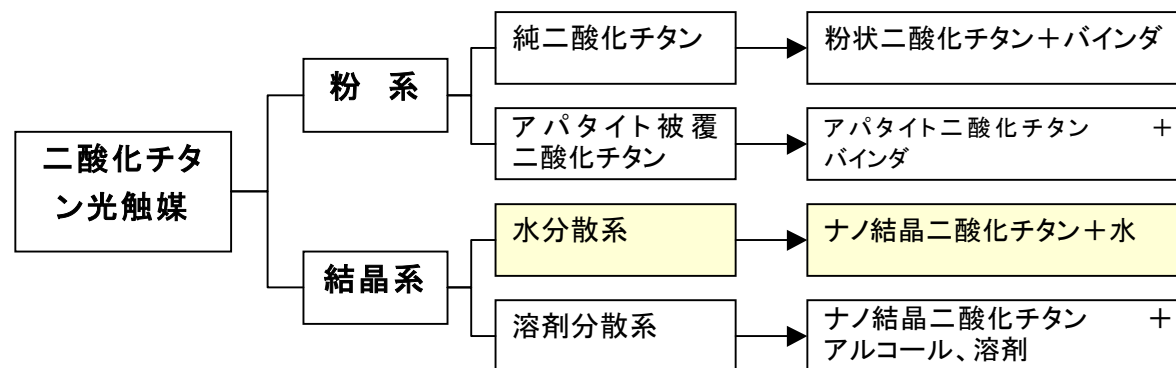 二酸化チタ
ン光触媒
粉 系
純二酸化チタン
粉状二酸化チタン＋バインダ
アパタイト被覆
二酸化チタン
アパタイト二酸化チタン ＋
バインダ
結晶系
水分散系
ナノ結晶二酸化チタン＋水
溶剤分散系
ナノ結晶二酸化チタン ＋
アルコール、溶剤